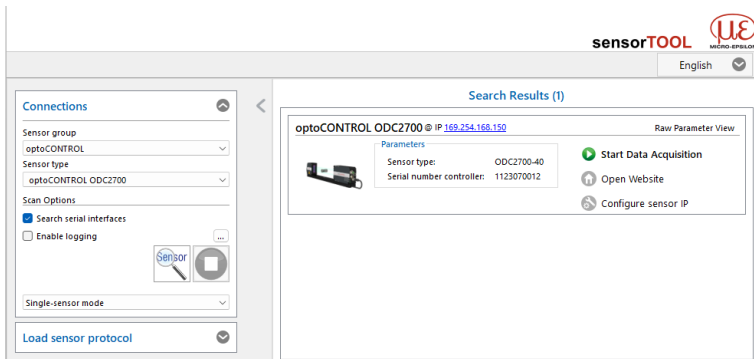 sensorTOOL
με
MICRO-EPSILON
English
Connections
Sensor group
optoCONTROL
Sensor type
optoCONTROL ODC2700
Scan Options
Search serial interfaces
Enable logging
...
Sensor
Single-sensor mode
Load sensor protocol
Search Results (1)
optoCONTROL ODC2700 @ IP 169.254.168.150
Raw Parameter View
Parameters
Sensor type: ODC2700-40
Serial number controller: 1123070012
Start Data Acquisition
Open Website
Configure sensor IP